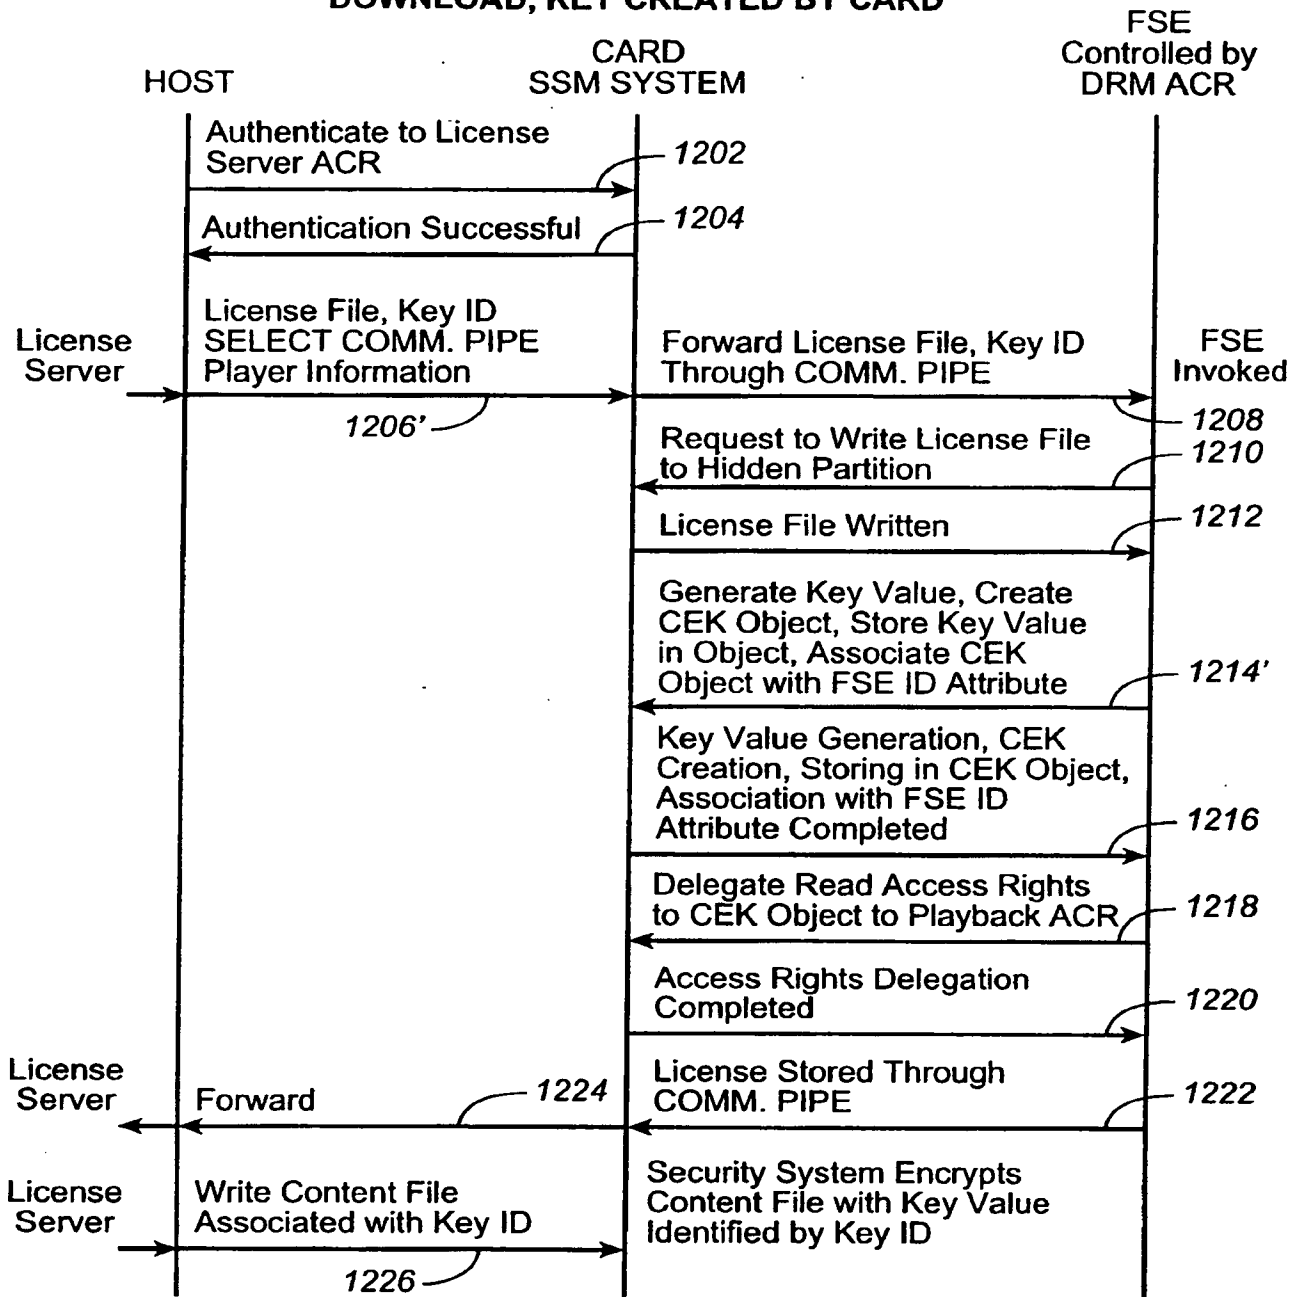 DOWNLOAD, KEY CREATED BY CARD
HOST
CARD
SSM SYSTEM
FSE
Controlled by
DRM ACR
Authenticate to License
Server ACR
1202
Authentication Successful
1204
License
Server
License File, Key ID
SELECT COMM. PIPE
Player Information
1206'
Forward License File, Key ID
Through COMM. PIPE
FSE
Invoked
1208
Request to Write License File
to Hidden Partition
1210
License File Written
1212
Generate Key Value, Create
CEK Object, Store Key Value
in Object, Associate CEK
Object with FSE ID Attribute
1214'
Key Value Generation, CEK
Creation, Storing in CEK Object,
Association with FSE ID
Attribute Completed
1216
Delegate Read Access Rights
to CEK Object to Playback ACR
1218
Access Rights Delegation
Completed
1220
License
Server
Forward
1224
License Stored Through
COMM. PIPE
1222
License
Server
Write Content File
Associated with Key ID
1226
Security System Encrypts
Content File with Key Value
Identified by Key ID